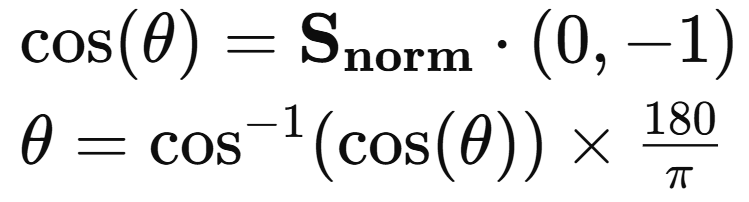 cos(θ) = S_norm · (0, −1)
θ = cos⁻¹(cos(θ)) × 180/π